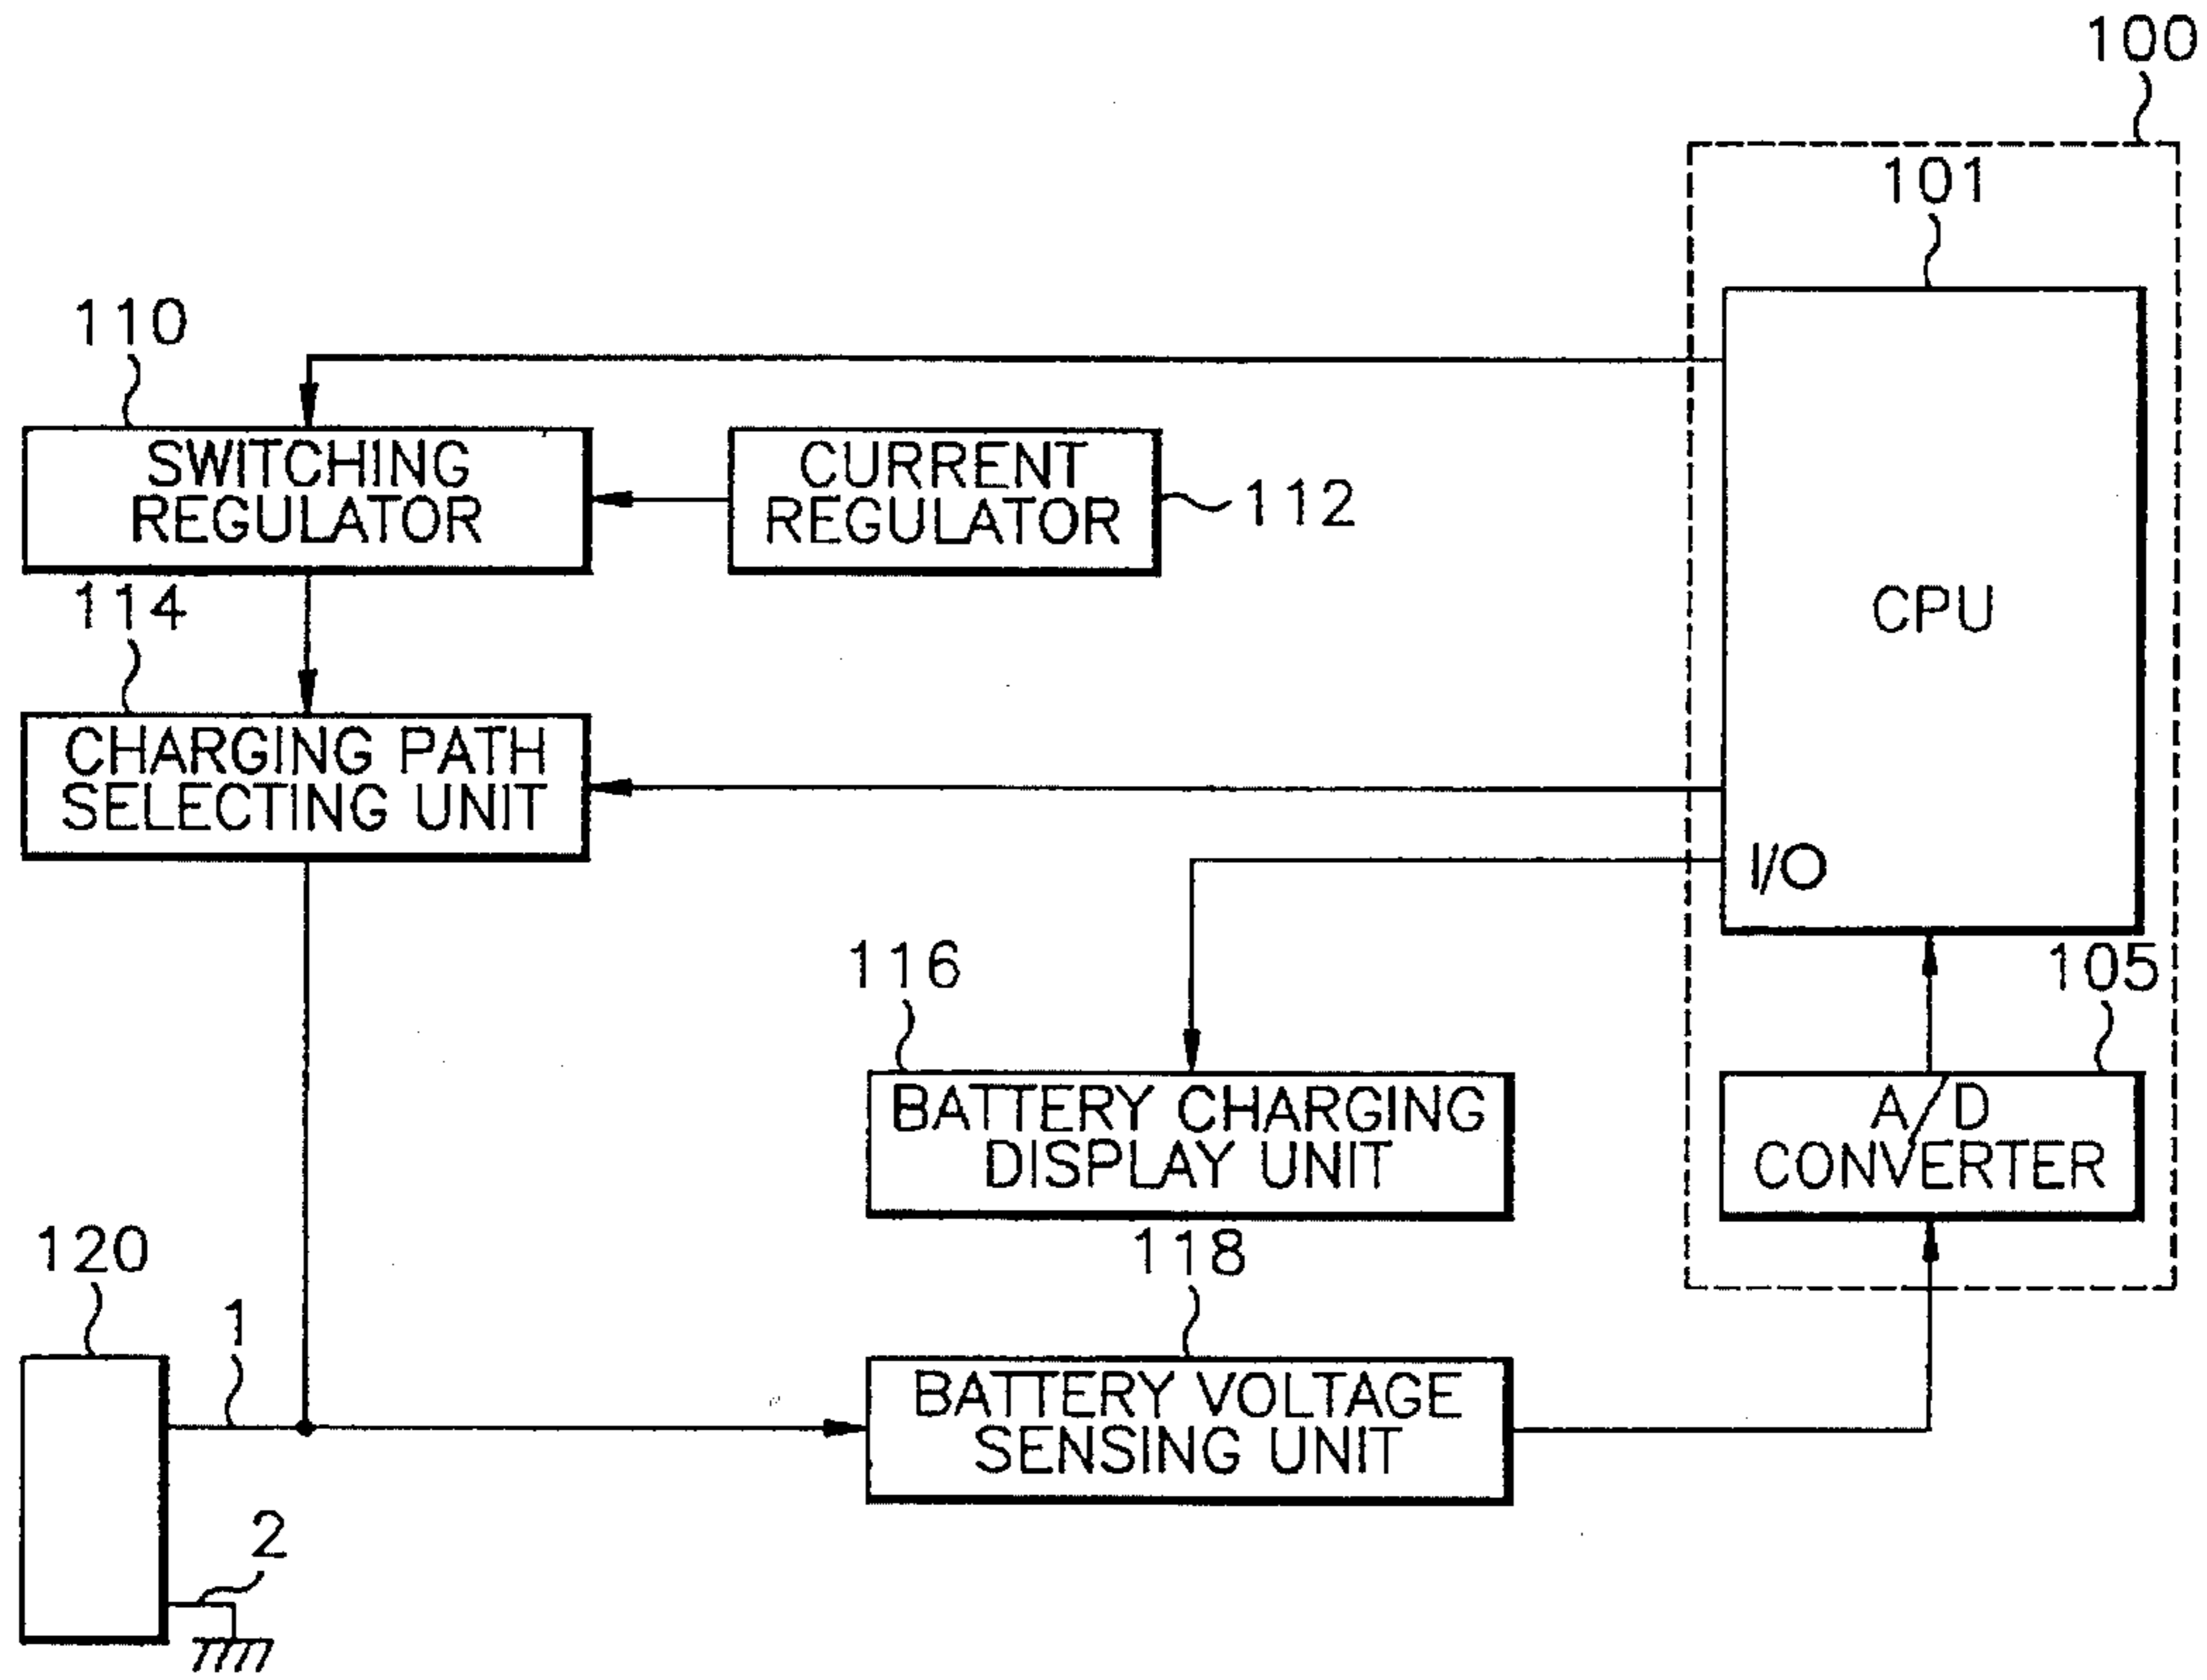 100
101
110
SWITCHING
REGULATOR
CURRENT
REGULATOR
112
CPU
114
CHARGING PATH
SELECTING UNIT
I/O
116
105
BATTERY CHARGING
DISPLAY UNIT
A/D
CONVERTER
120
118
1
BATTERY VOLTAGE
SENSING UNIT
2